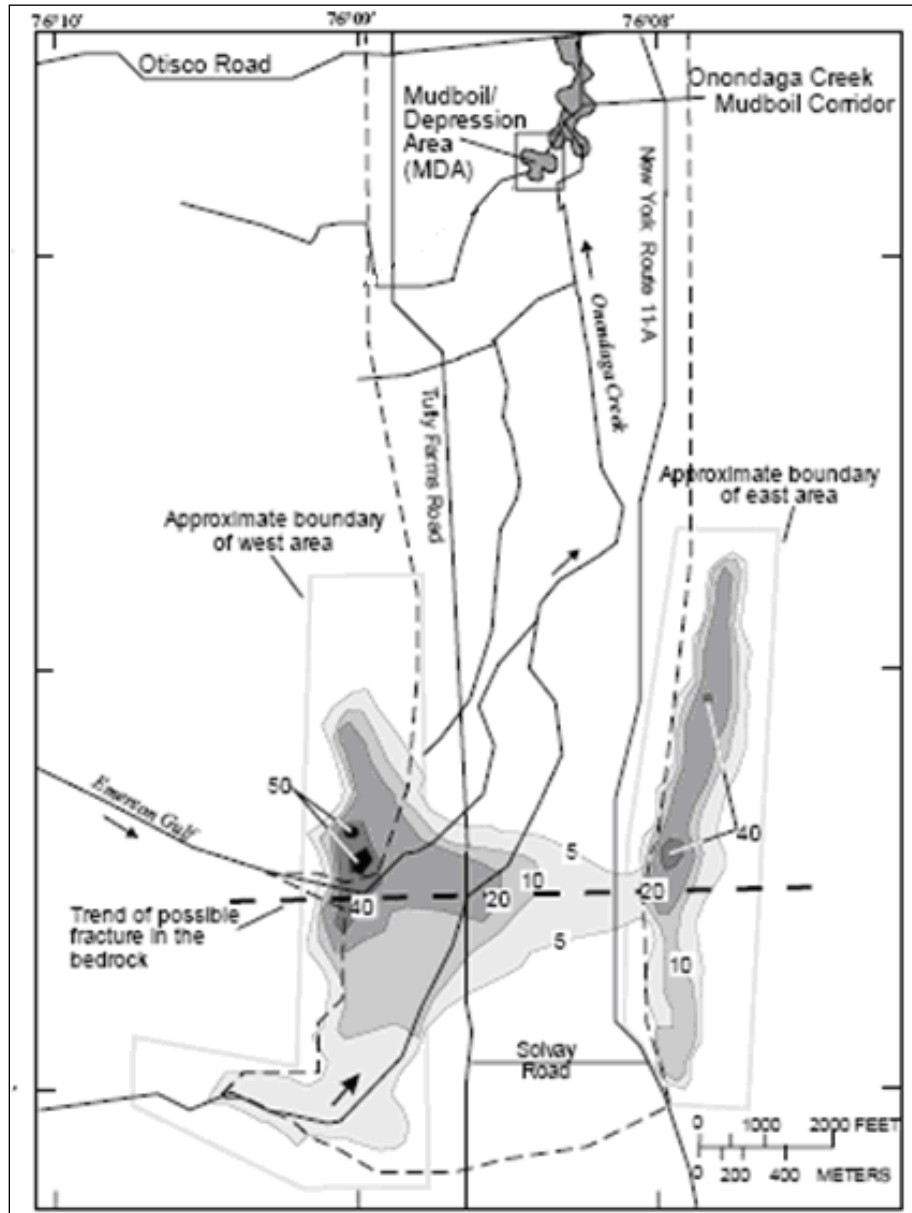 76°10'
76°09'
76°08'
Otisco Road
Mudboil/
Depression
Area
(MDA)
Onondaga Creek
Mudboil Corridor
New York Route 11-A
Onondaga Creek
Tully Farms Road
Approximate boundary
of east area
Approximate boundary
of west area
Emerson Gulf
50
40
5
10
20
20
40
5
10
Trend of possible
fracture in the
bedrock
Solvay
Road
0 1000 2000 FEET
0 200 400
METERS